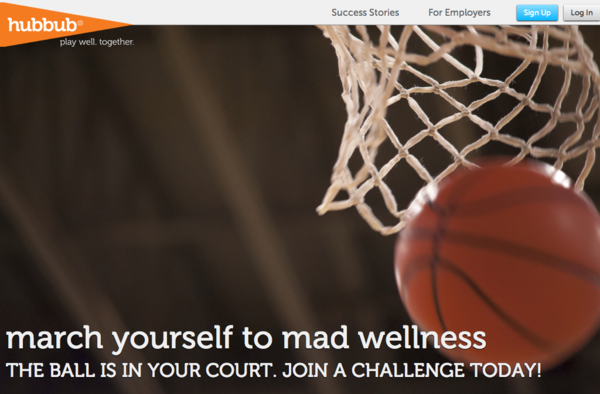 hubbub®
play well. together.
Success Stories
For Employers
Sign Up
Log In
march yourself to mad wellness
THE BALL IS IN YOUR COURT. JOIN A CHALLENGE TODAY!